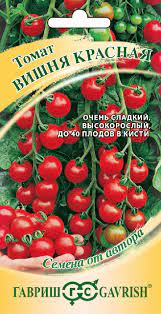 Томат
ВИШНЯ КРАСНАЯ
ОЧЕНЬ СЛАДКИЙ,
ВЫСОКОРОСЛЫЙ,
ДО 40 ПЛОДОВ В КИСТИ
Семена от автора
ГАВРИШ GAVRISH®